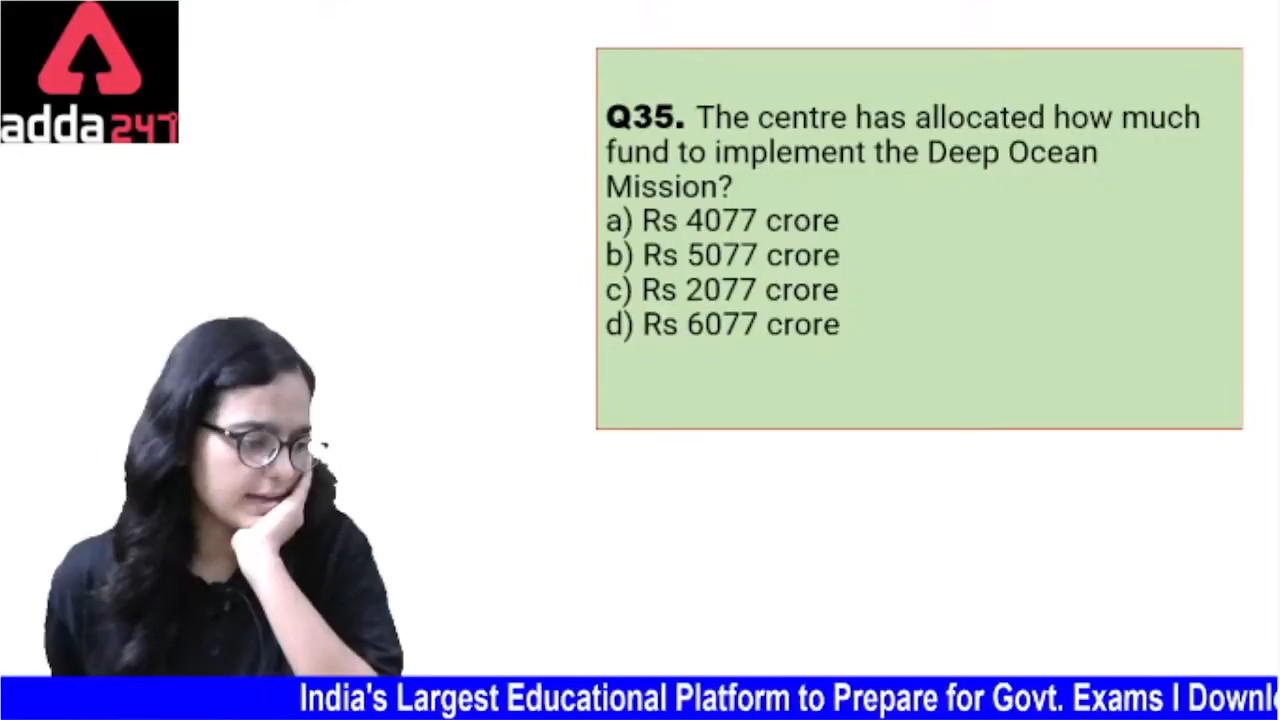 adda247
Q35. The centre has allocated how much
fund to implement the Deep Ocean
Mission?
a) Rs 4077 crore
b) Rs 5077 crore
c) Rs 2077 crore
d) Rs 6077 crore
India's Largest Educational Platform to Prepare for Govt. Exams I